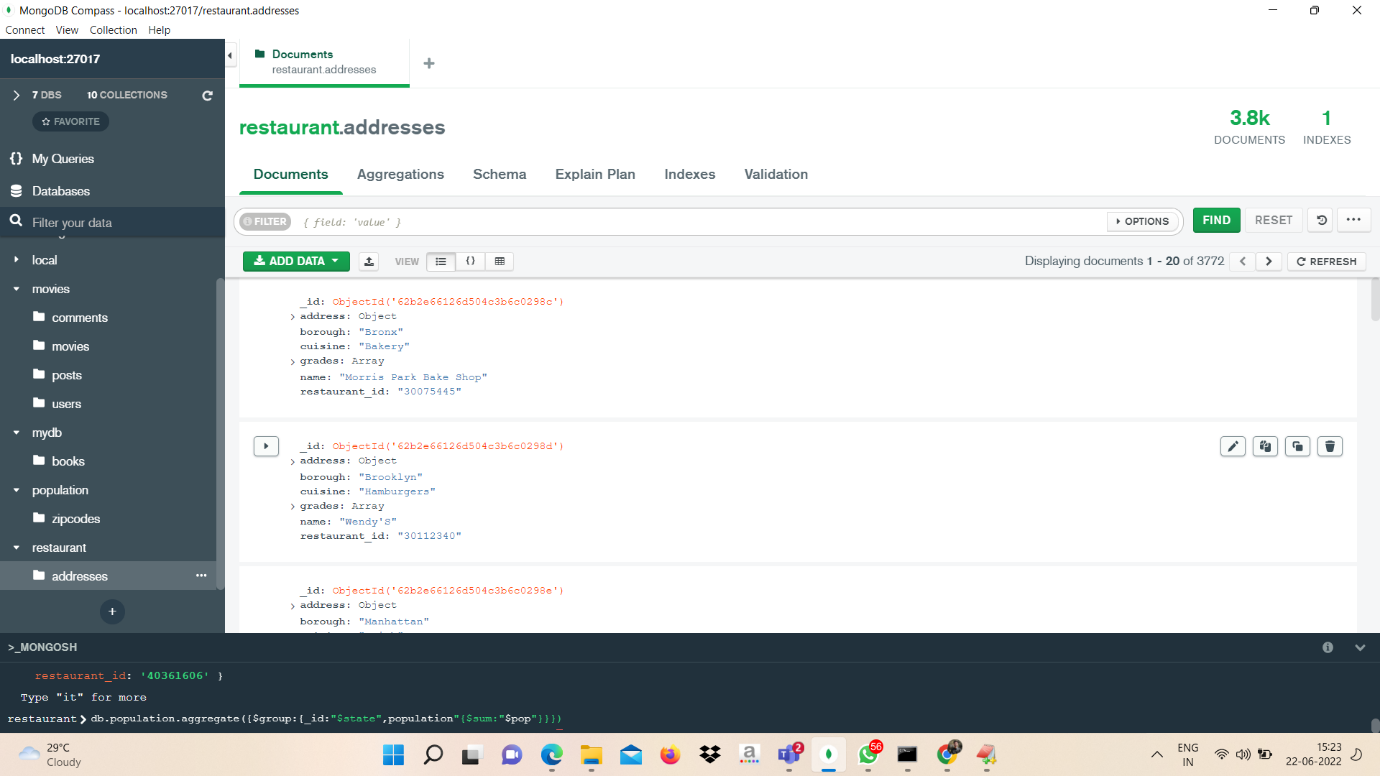 MongoDB Compass - localhost:27017/restaurant.addresses
Connect View Collection Help
localhost:27017
7 DBS 10 COLLECTIONS
FAVORITE
{} My Queries
Databases
Filter your data
local
movies
comments
movies
posts
users
mydb
books
population
zipcodes
restaurant
addresses
Documents
restaurant.addresses
restaurant.addresses
3.8k
DOCUMENTS
1
INDEXES
Documents Aggregations Schema Explain Plan Indexes Validation
FILTER { field: 'value' } OPTIONS FIND RESET
ADD DATA VIEW {} Displaying documents 1 - 20 of 3772 REFRESH
_id: ObjectId('62b2e66126d504c3b6c0298c')
address: Object
borough: "Bronx"
cuisine: "Bakery"
grades: Array
name: "Morris Park Bake Shop"
restaurant_id: "30075445"
_id: ObjectId('62b2e66126d504c3b6c0298d')
address: Object
borough: "Brooklyn"
cuisine: "Hamburgers"
grades: Array
name: "Wendy'S"
restaurant_id: "30112340"
_id: ObjectId('62b2e66126d504c3b6c0298e')
address: Object
borough: "Manhattan"
>_MONGOSH
restaurant_id: '40361606' }
Type "it" for more
restaurant > db.population.aggregate([$group:[_id:"$state",population"{$sum:"$pop"}}])
29°C
Cloudy
2
56
ENG
IN
15:23
22-06-2022